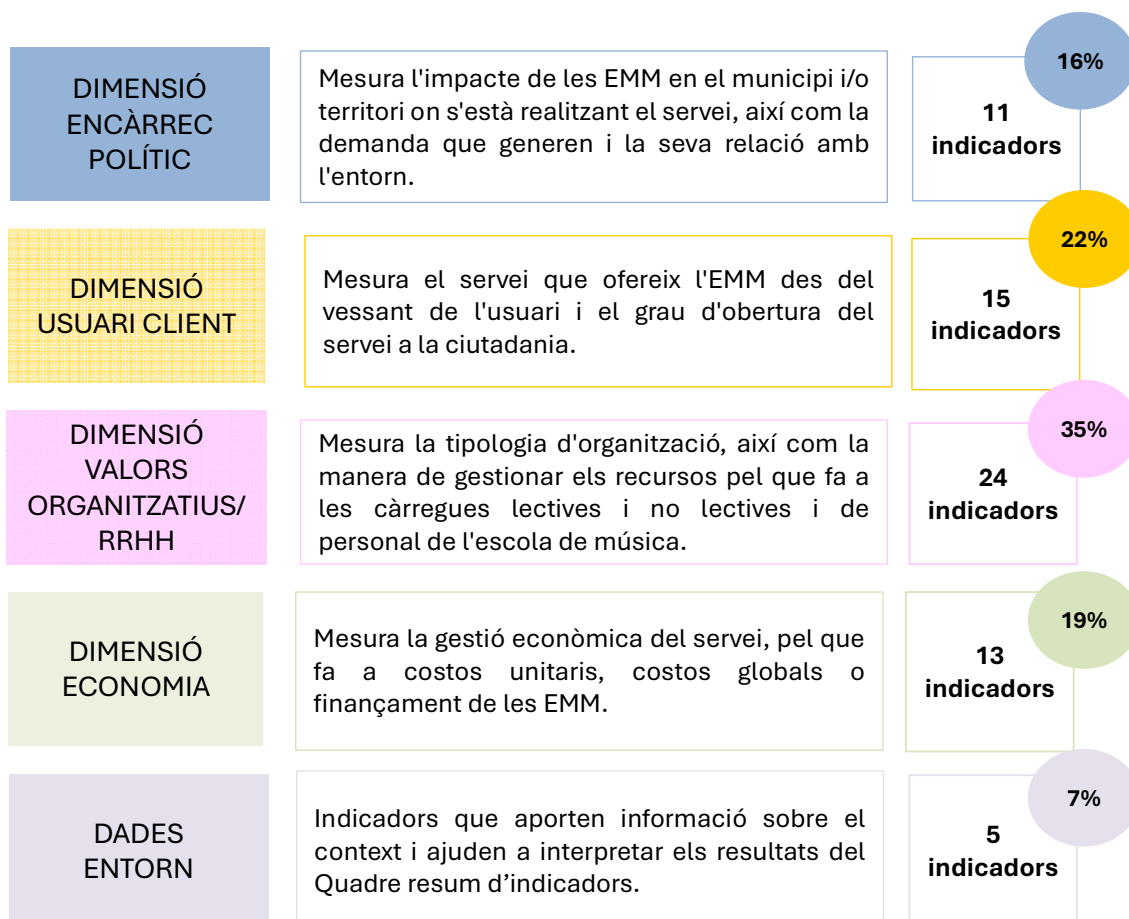 DIMENSIÓ
ENCÀRREC
POLÍTIC
Mesura l'impacte de les EMM en el municipi i/o
territori on s'està realitzant el servei, així com la
demanda que generen i la seva relació amb
l'entorn.
16%
11
indicadors
DIMENSIÓ
USUARI CLIENT
Mesura el servei que ofereix l'EMM des del
vessant de l'usuari i el grau d'obertura del
servei a la ciutadania.
22%
15
indicadors
DIMENSIÓ
VALORS
ORGANITZATIUS/
RRHH
Mesura la tipologia d'organització, així com la
manera de gestionar els recursos pel que fa a
les càrregues lectives i no lectives i de
personal de l'escola de música.
35%
24
indicadors
DIMENSIÓ
ECONOMIA
Mesura la gestió econòmica del servei, pel que
fa a costos unitaris, costos globals o
finançament de les EMM.
19%
13
indicadors
DADES
ENTORN
Indicadors que aporten informació sobre el
context i ajuden a interpretar els resultats del
Quadre resum d’indicadors.
7%
5
indicadors